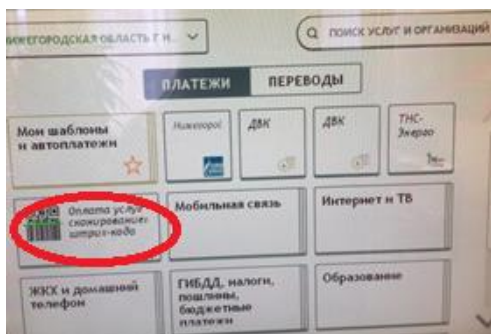 НИЖЕГОРОДСКАЯ ОБЛАСТЬ Г Н...
ПОИСК УСЛУГ И ОРГАНИЗАЦИЙ
ПЛАТЕЖИ
ПЕРЕВОДЫ
Мои шаблоны
и автоплатежи
Нижегород
ДВК
ДВК
ТНС-
Энерго
Оплата услуг
сканированием
штрих-кода
Мобильная связь
Интернет и ТВ
ЖКХ и домашний
телефон
ГИБДД, налоги,
пошлины,
бюджетные
платежи
Образование